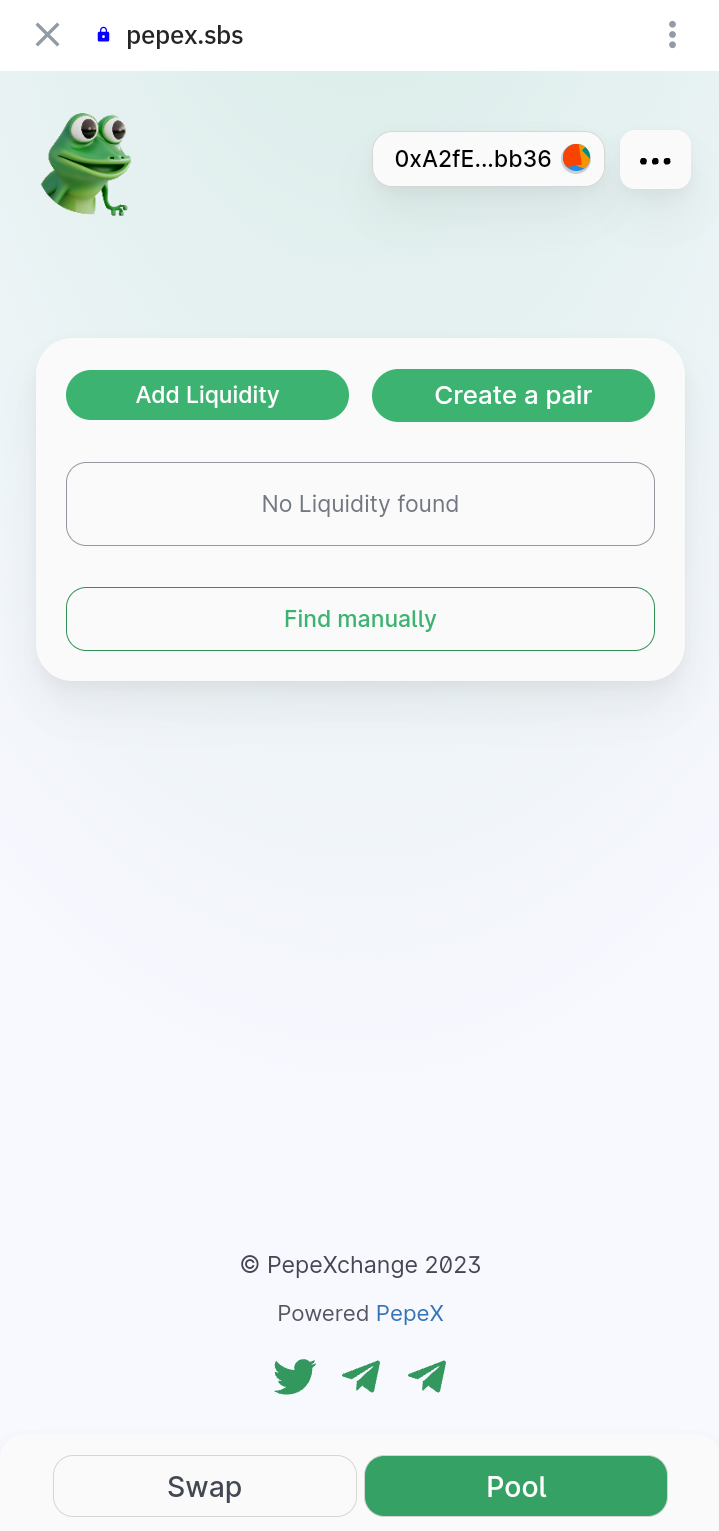 pepex.sbs
0xA2fE...bb36
Add Liquidity
Create a pair
No Liquidity found
Find manually
© PepeXchange 2023
Powered PepeX
Swap
Pool